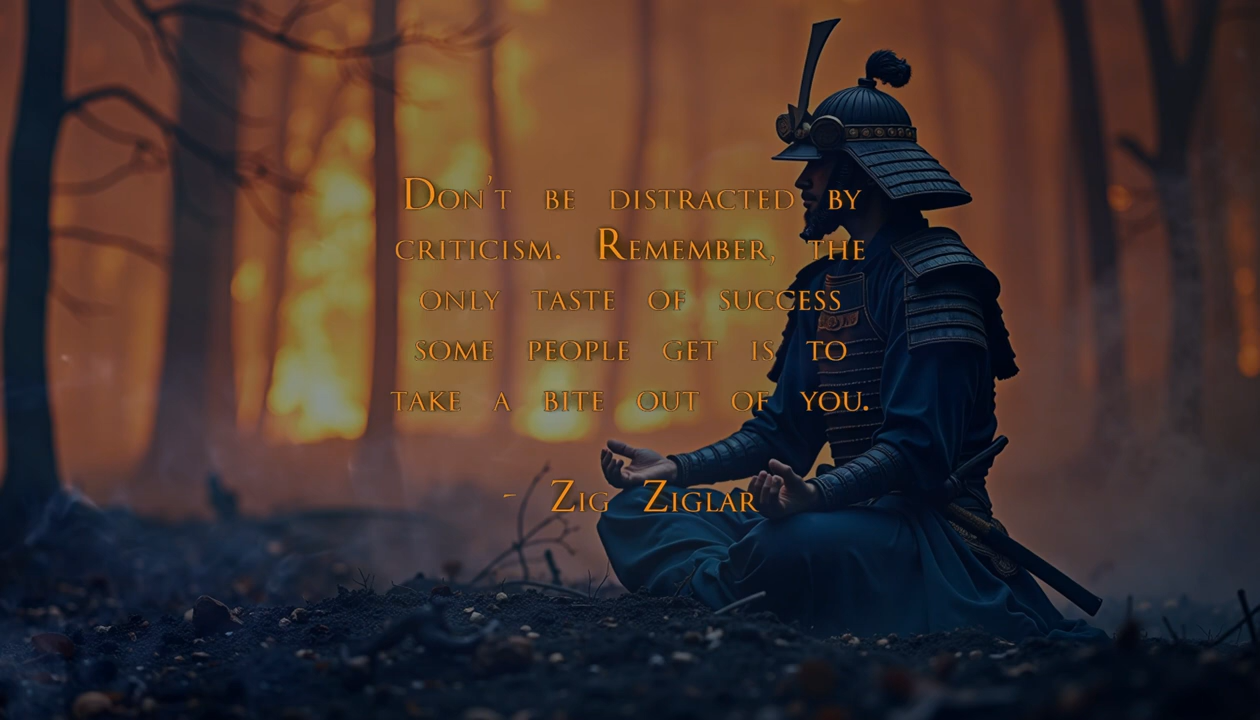 Don't be distracted by
criticism. Remember, the
only taste of success
some people get is to
take a bite out of you.
- Zig Ziglar